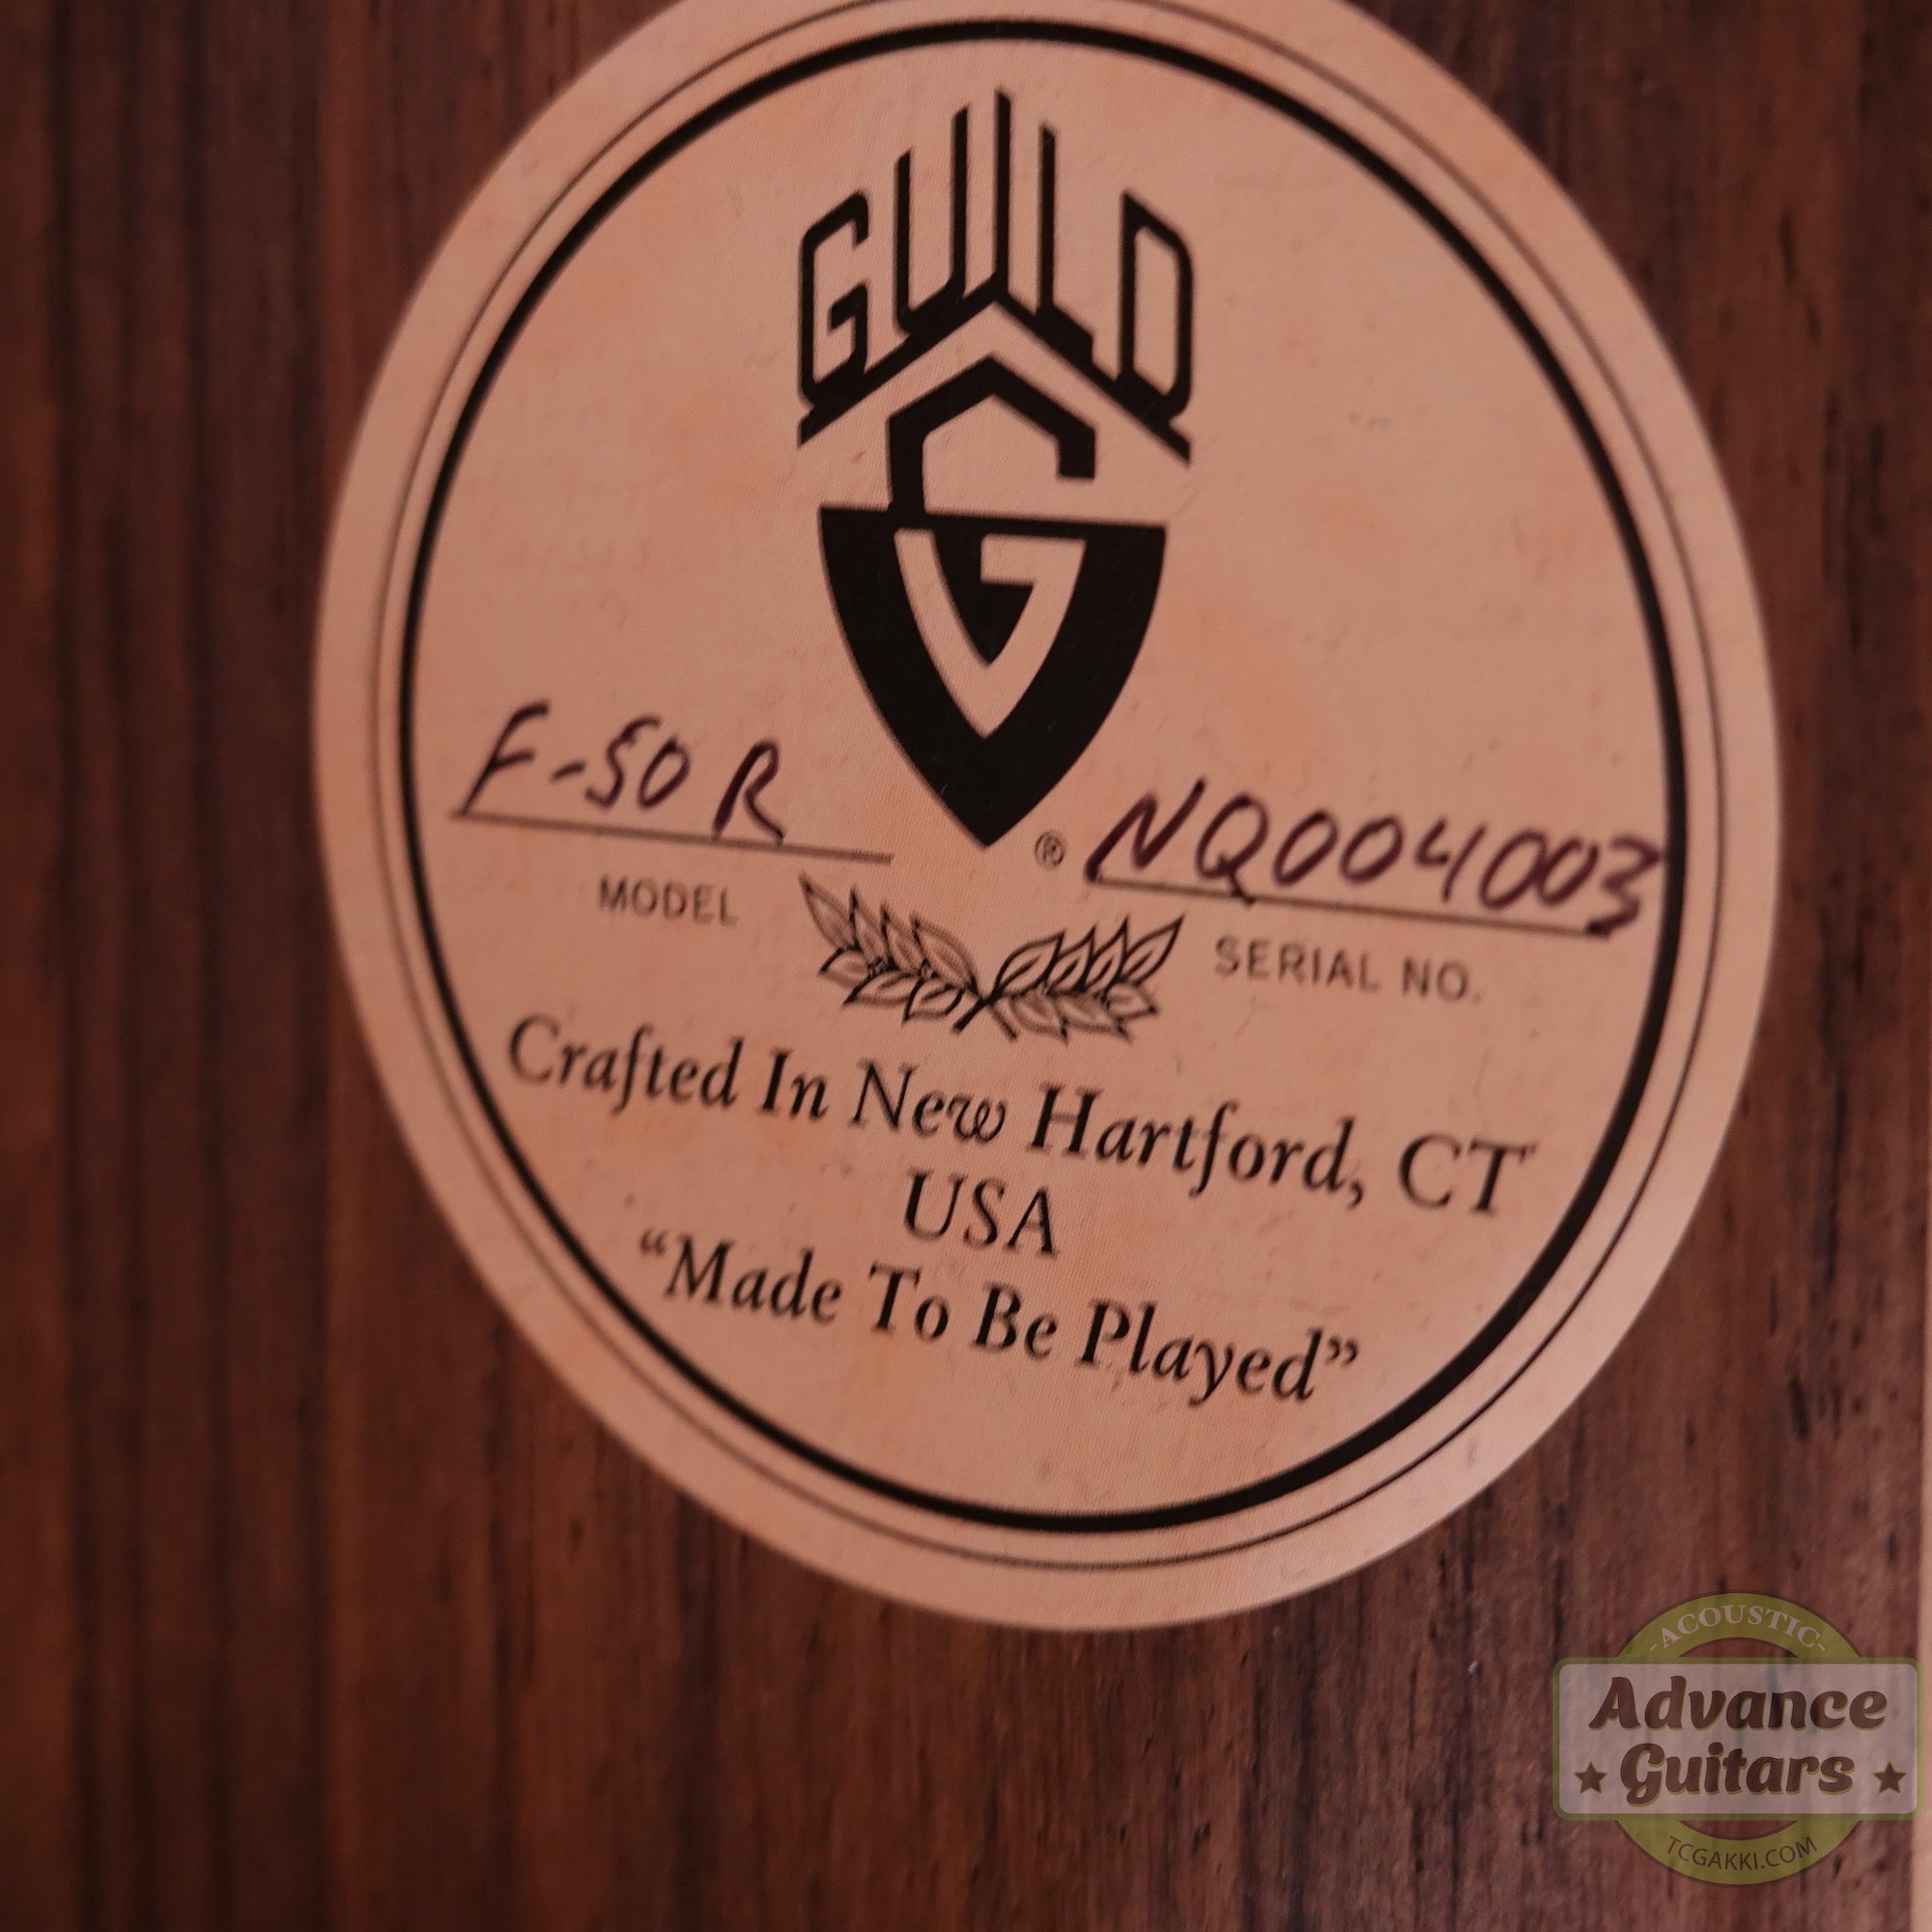 GUILD
G
F-50 R
® NQ004003
MODEL
SERIAL NO.
Crafted In New Hartford, CT
USA
“Made To Be Played”
-ACOUSTIC-
Advance
Guitars
TCGAKKI.COM